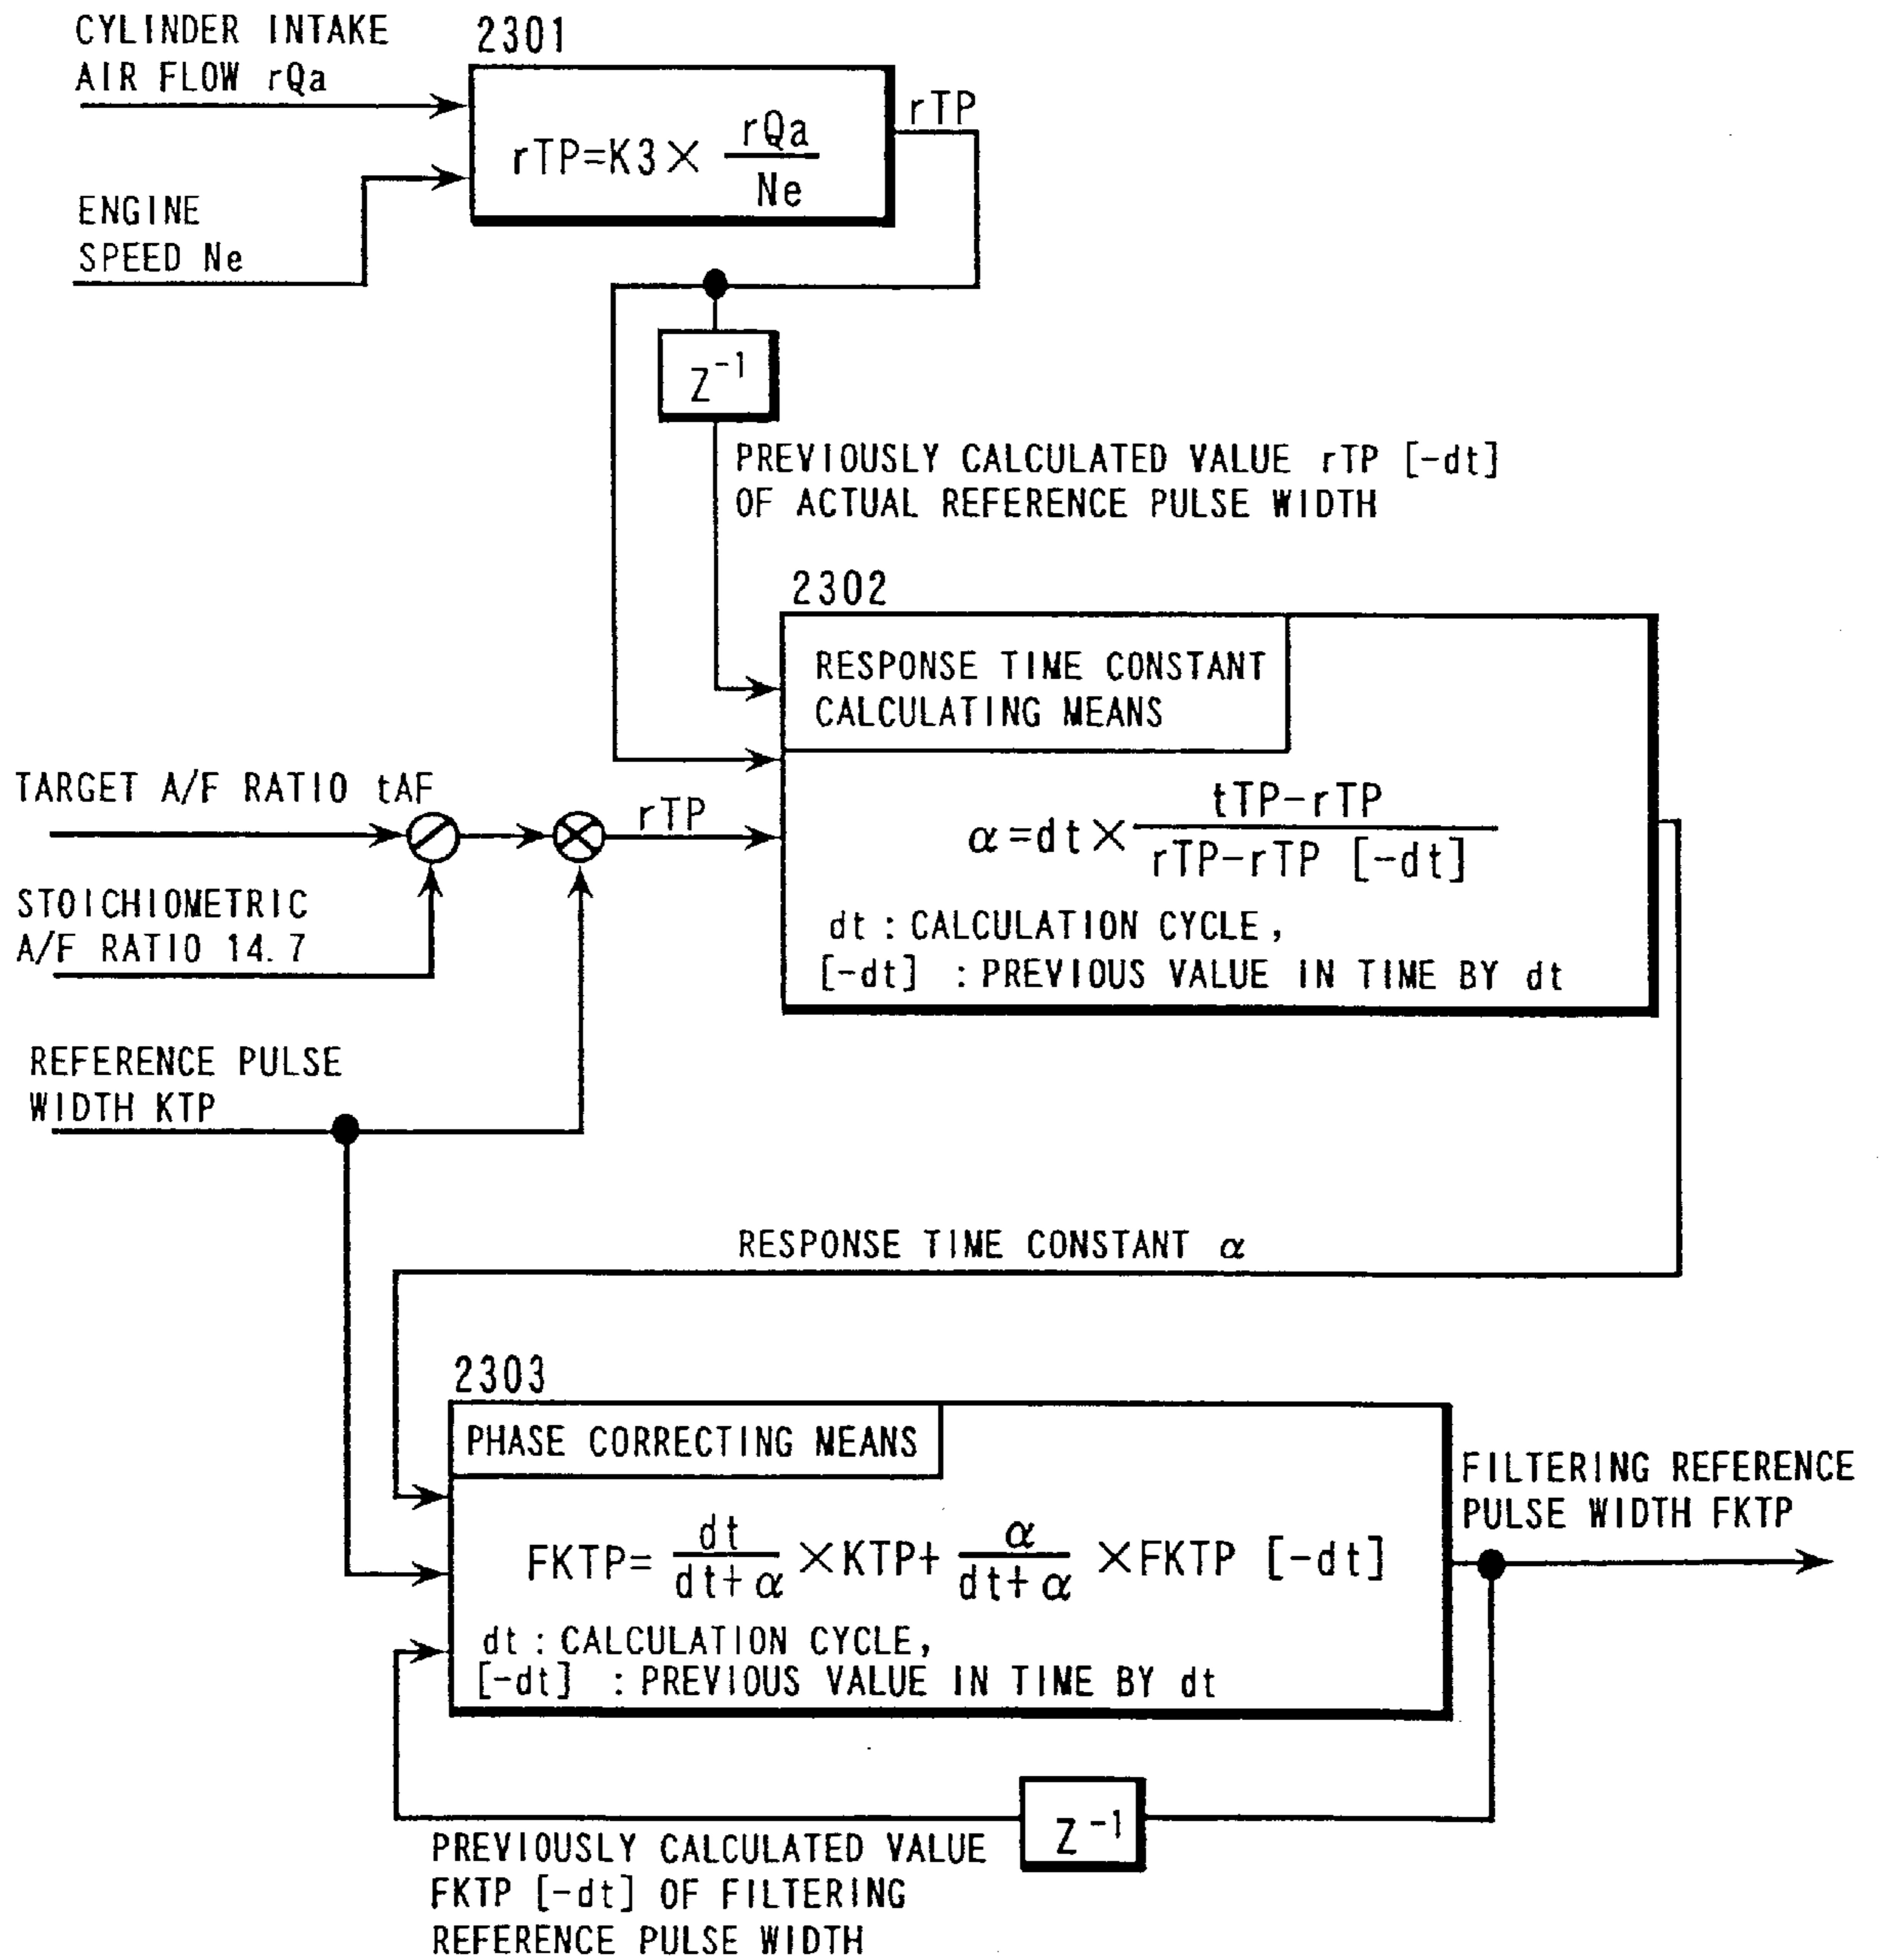 CYLINDER INTAKE
AIR FLOW rQa
2301
rTP=K3× rQa/Ne
rTP
ENGINE
SPEED Ne
Z⁻¹
PREVIOUSLY CALCULATED VALUE rTP [-dt]
OF ACTUAL REFERENCE PULSE WIDTH
2302
RESPONSE TIME CONSTANT
CALCULATING MEANS
TARGET A/F RATIO tAF
rTP
α=dt× tTP-rTP/rTP-rTP [-dt]
STOICHIOMETRIC
A/F RATIO 14.7
dt : CALCULATION CYCLE,
[-dt] : PREVIOUS VALUE IN TIME BY dt
REFERENCE PULSE
WIDTH KTP
RESPONSE TIME CONSTANT α
2303
PHASE CORRECTING MEANS
FKTP= dt/dt+α ×KTP+ α/dt+α ×FKTP [-dt]
dt : CALCULATION CYCLE,
[-dt] : PREVIOUS VALUE IN TIME BY dt
FILTERING REFERENCE
PULSE WIDTH FKTP
Z⁻¹
PREVIOUSLY CALCULATED VALUE
FKTP [-dt] OF FILTERING
REFERENCE PULSE WIDTH